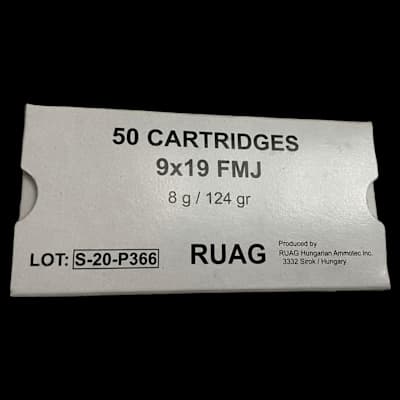 50 CARTRIDGES
9x19 FMJ
8 g / 124 gr
LOT: S-20-P366
RUAG
Produced by
RUAG Hungarian Ammotec Inc.
3332 Sirok / Hungary